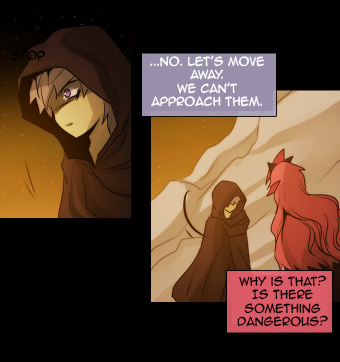 STOP
...NO. LET'S MOVE
AWAY.
WE CAN'T
APPROACH THEM.
WHY IS THAT?
IS THERE
SOMETHING
DANGEROUS?